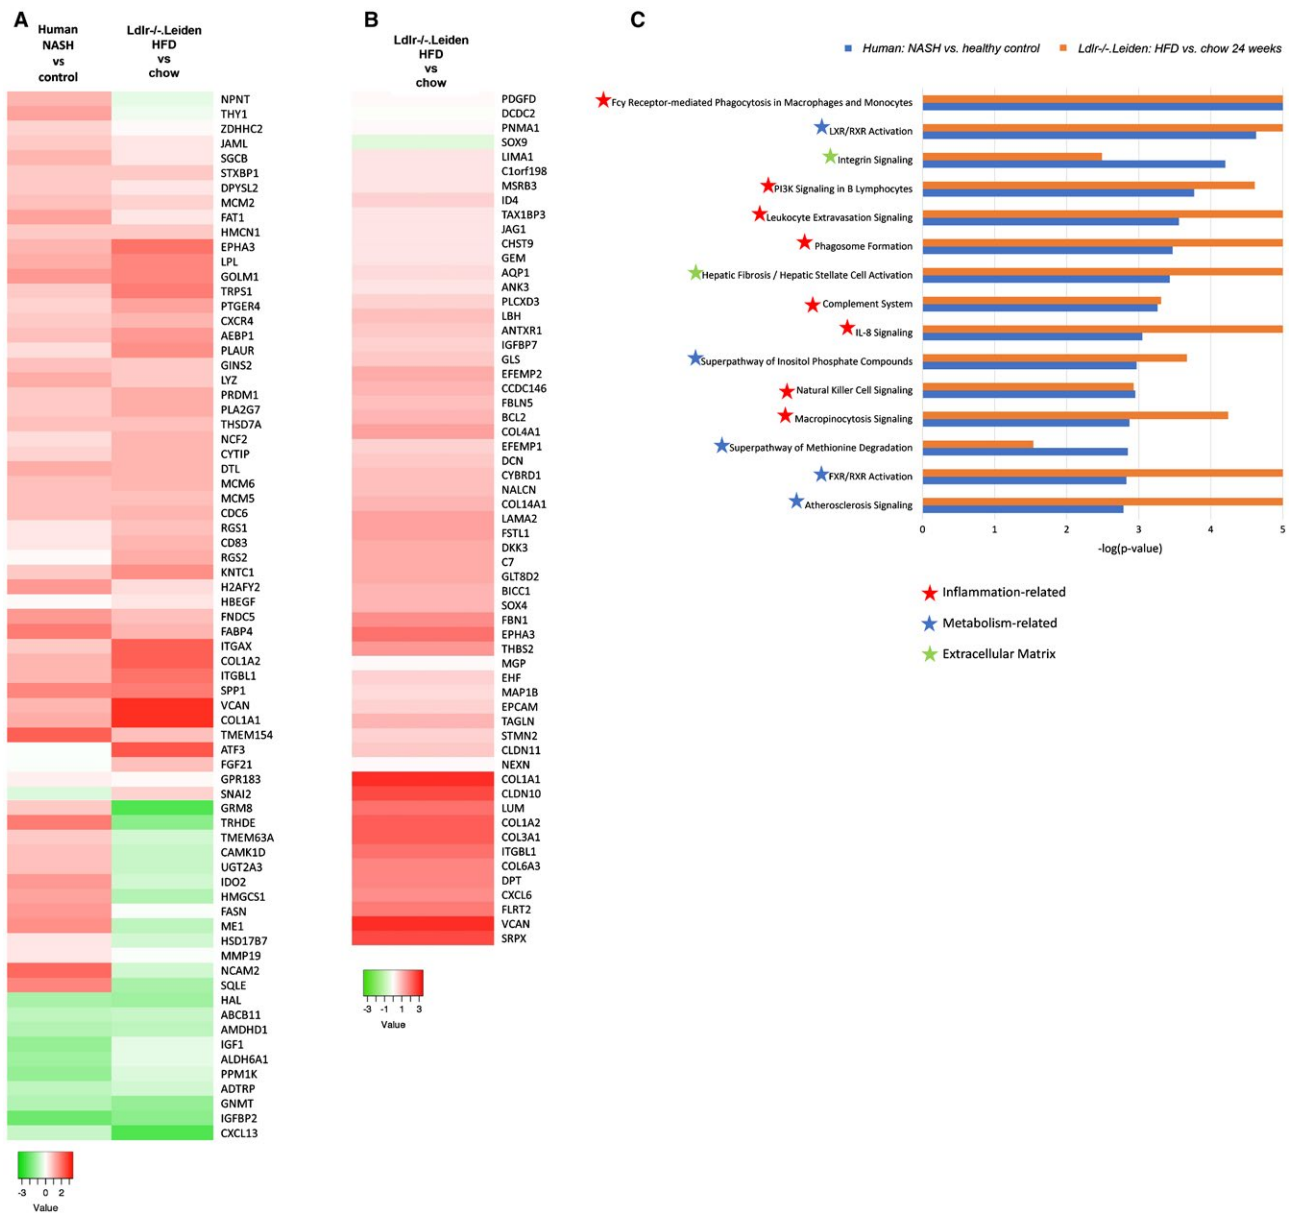 A
Human
NASH
vs
control
Ldlr-/-.Leiden
HFD
vs
chow
NPNT
THY1
ZDHHC2
JAML
SGCB
STXBP1
DPYSL2
MCM2
FAT1
HMCN1
EPHA3
LPL
GOLM1
TRPS1
PTGER4
CXCR4
AEBP1
PLAUR
GINS2
LYZ
PRDM1
PLA2G7
THSD7A
NCF2
CYTIP
DTL
MCM6
MCM5
CDC6
RGS1
CD83
RGS2
KNTC1
H2AFY2
HBEGF
FNDC5
FABP4
ITGAX
COL1A2
ITGBL1
SPP1
VCAN
COL1A1
TMEM154
ATF3
FGF21
GPR183
SNAI2
GRM8
TRHDE
TMEM63A
CAMK1D
UGT2A3
IDO2
HMGCS1
FASN
ME1
HSD17B7
MMP19
NCAM2
SQLE
HAL
ABCB11
AMDHD1
IGF1
ALDH6A1
PPM1K
ADTRP
GNMT
IGFBP2
CXCL13
-3 0 2
Value
B
Ldlr-/-.Leiden
HFD
vs
chow
PDGFD
DCDC2
PNMA1
SOX9
LIMA1
C1orf198
MSRB3
ID4
TAX1BP3
JAG1
CHST9
GEM
AQP1
ANK3
PLCXD3
LBH
ANTXR1
IGFBP7
GLS
EFEMP2
CCDC146
FBLN5
BCL2
COL4A1
EFEMP1
DCN
CYBRD1
NALCN
COL14A1
LAMA2
FSTL1
DKK3
C7
GLT8D2
BICC1
SOX4
FBN1
EPHA3
THBS2
MGP
EHF
MAP1B
EPCAM
TAGLN
STMN2
CLDN11
NEXN
COL1A1
CLDN10
LUM
COL1A2
COL3A1
ITGBL1
COL6A3
DPT
CXCL6
FLRT2
VCAN
SRPX
-3 -1 1 3
Value
C
Human: NASH vs. healthy control Ldlr-/-.Leiden: HFD vs. chow 24 weeks
Fcy Receptor-mediated Phagocytosis in Macrophages and Monocytes
LXR/RXR Activation
Integrin Signaling
PI3K Signaling in B Lymphocytes
Leukocyte Extravasation Signaling
Phagosome Formation
Hepatic Fibrosis / Hepatic Stellate Cell Activation
Complement System
IL-8 Signaling
Superpathway of Inositol Phosphate Compounds
Natural Killer Cell Signaling
Macropinocytosis Signaling
Superpathway of Methionine Degradation
FXR/RXR Activation
Atherosclerosis Signaling
0 1 2 3 4 5
-log(p-value)
Inflammation-related
Metabolism-related
Extracellular Matrix